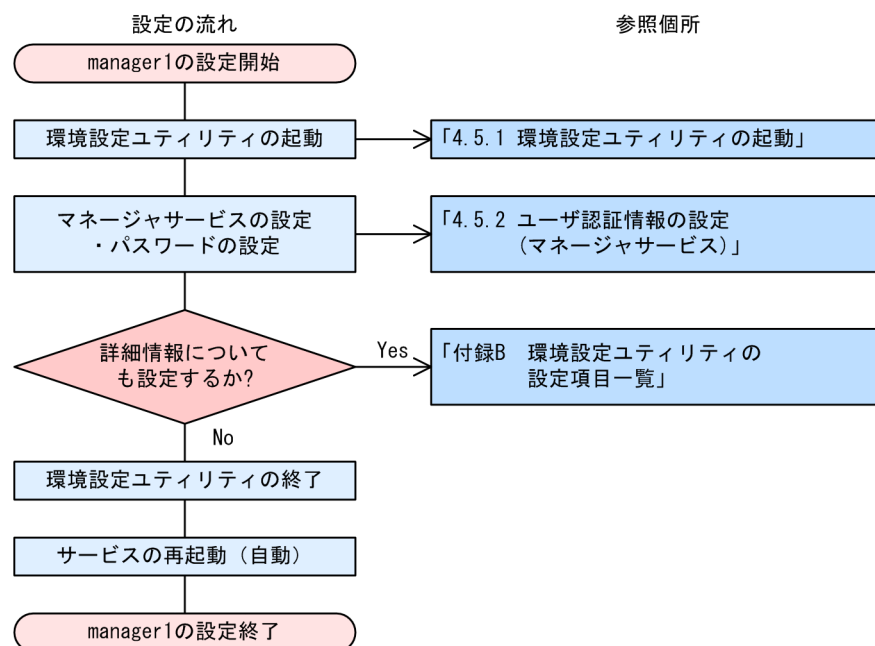 設定の流れ
参照個所
manager1の設定開始
環境設定ユティリティの起動
「4.5.1 環境設定ユティリティの起動」
マネージャサービスの設定
・パスワードの設定
「4.5.2 ユーザ認証情報の設定
(マネージャサービス)」
詳細情報について
も設定するか?
Yes
「付録B　環境設定ユティリティの
設定項目一覧」
No
環境設定ユティリティの終了
サービスの再起動（自動）
manager1の設定終了